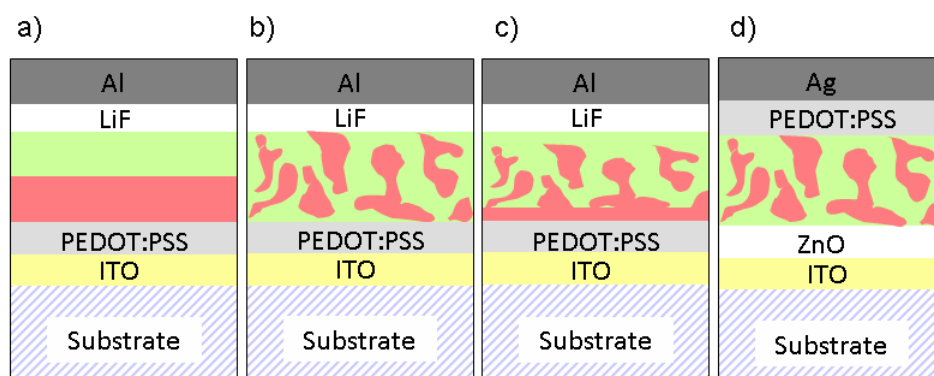 a)
Al
LiF
PEDOT:PSS
ITO
Substrate
b)
Al
LiF
PEDOT:PSS
ITO
Substrate
c)
Al
LiF
PEDOT:PSS
ITO
Substrate
d)
Ag
PEDOT:PSS
ZnO
ITO
Substrate